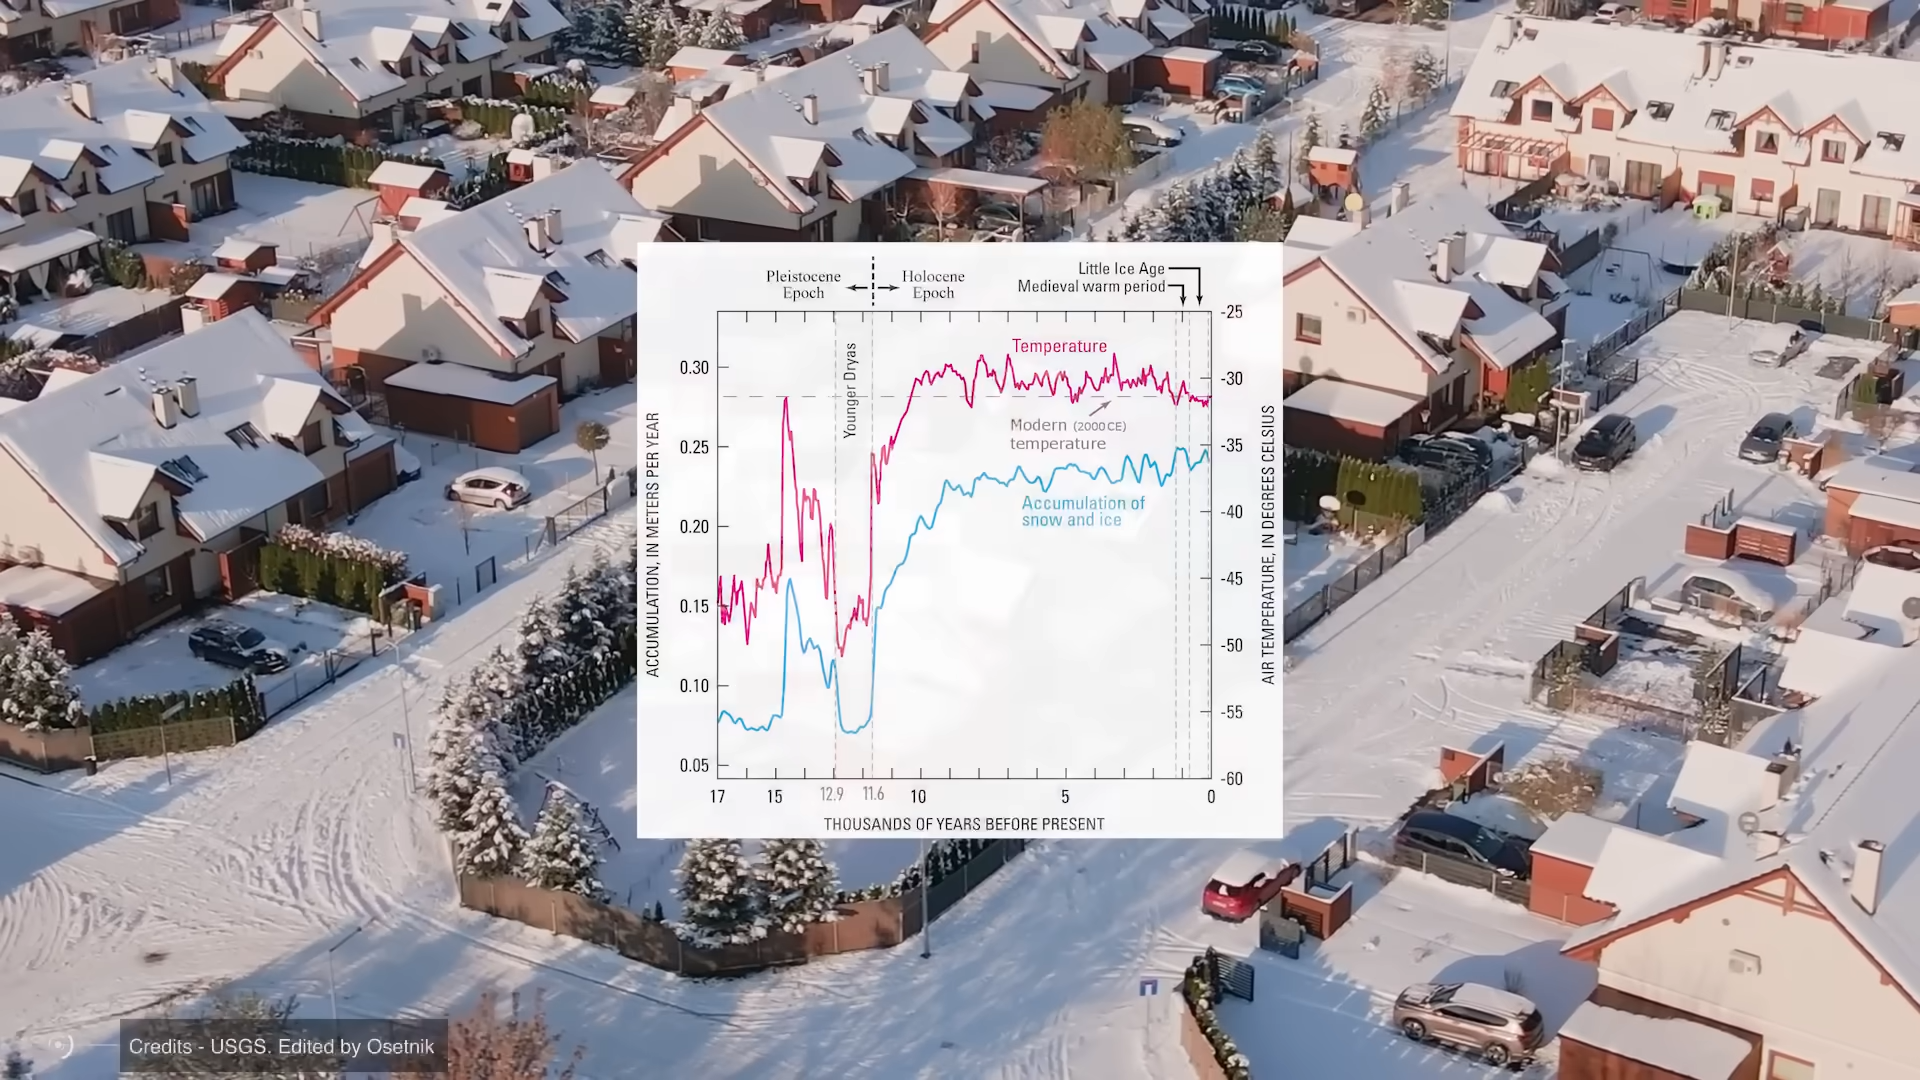 Little Ice Age
Medieval warm period
Pleistocene
Epoch
Holocene
Epoch
-25
Temperature
0.30
-30
Younger Dryas
Modern (2000 CE)
temperature
0.25
-35
Accumulation of
snow and ice
0.20
-40
-45
0.15
-50
0.10
-55
0.05
-60
ACCUMULATION, IN METERS PER YEAR
AIR TEMPERATURE, IN DEGREES CELSIUS
17 15 12.9 11.6 10 5 0
THOUSANDS OF YEARS BEFORE PRESENT
Credits - USGS. Edited by Osetnik